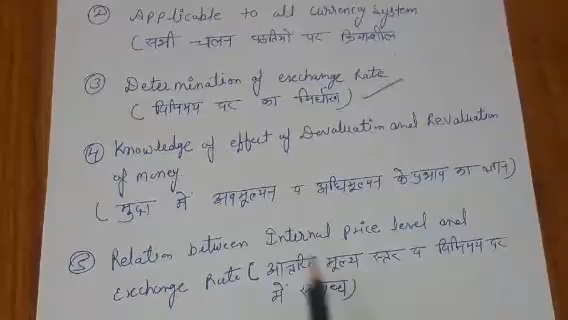 ② Applicable to all currency system
(सभी चलन पद्धतियों पर क्रियाशील
③ Determination of exchange Rate
(विनिमय दर का निर्धारण)
④ Knowledge of effect of Devaluation and Revaluation
of money
(मुद्रा में अवमूल्यन व अधिमूल्यन के प्रभाव का ज्ञान)
⑤ Relation between Internal price level and
Exchange Rate (आन्तरिक मूल्य स्तर व विनिमय दर
में)